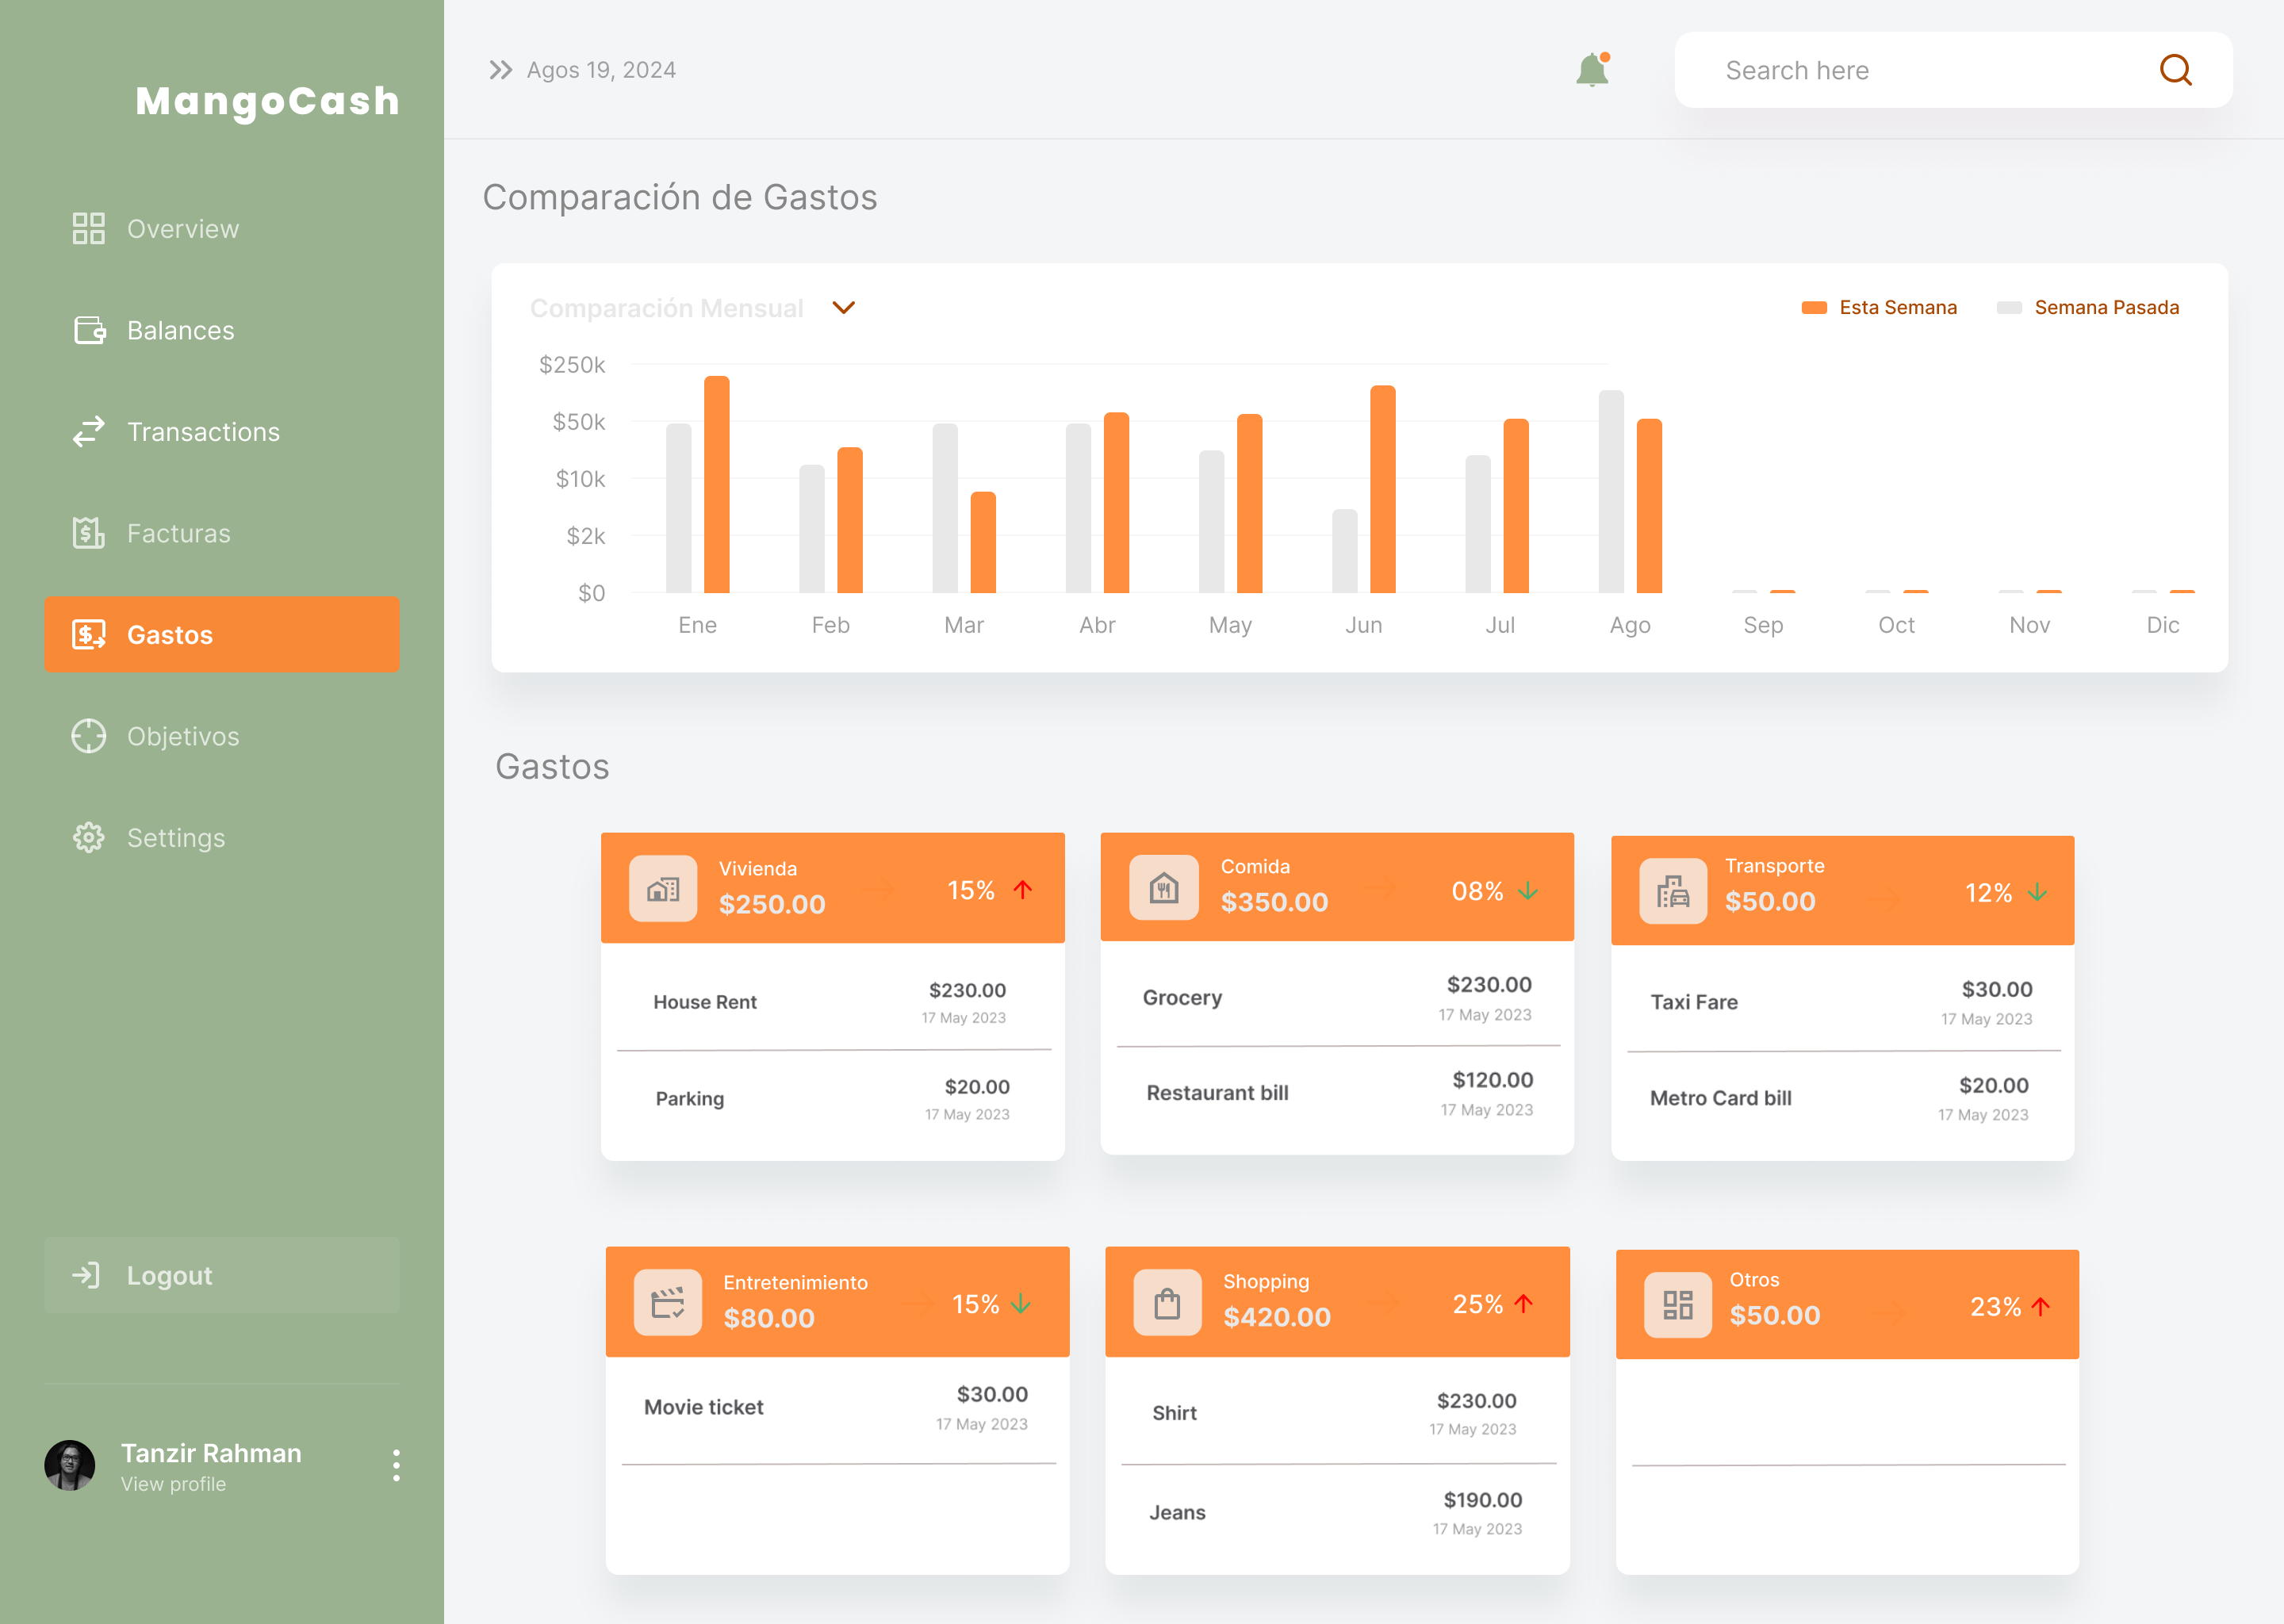 MangoCash
Overview
Balances
Transactions
Facturas
Gastos
Objetivos
Settings
Logout
Tanzir Rahman
View profile
Agos 19, 2024
Search here
Comparación de Gastos
Comparación Mensual
Esta Semana
Semana Pasada
$250k
$50k
$10k
$2k
$0
Ene Feb Mar Abr May Jun Jul Ago Sep Oct Nov Dic
Gastos
Vivienda
$250.00
15%
House Rent
$230.00
17 May 2023
Parking
$20.00
17 May 2023
Comida
$350.00
08%
Grocery
$230.00
17 May 2023
Restaurant bill
$120.00
17 May 2023
Transporte
$50.00
12%
Taxi Fare
$30.00
17 May 2023
Metro Card bill
$20.00
17 May 2023
Entretenimiento
$80.00
15%
Movie ticket
$30.00
17 May 2023
Shopping
$420.00
25%
Shirt
$230.00
17 May 2023
Jeans
$190.00
17 May 2023
Otros
$50.00
23%